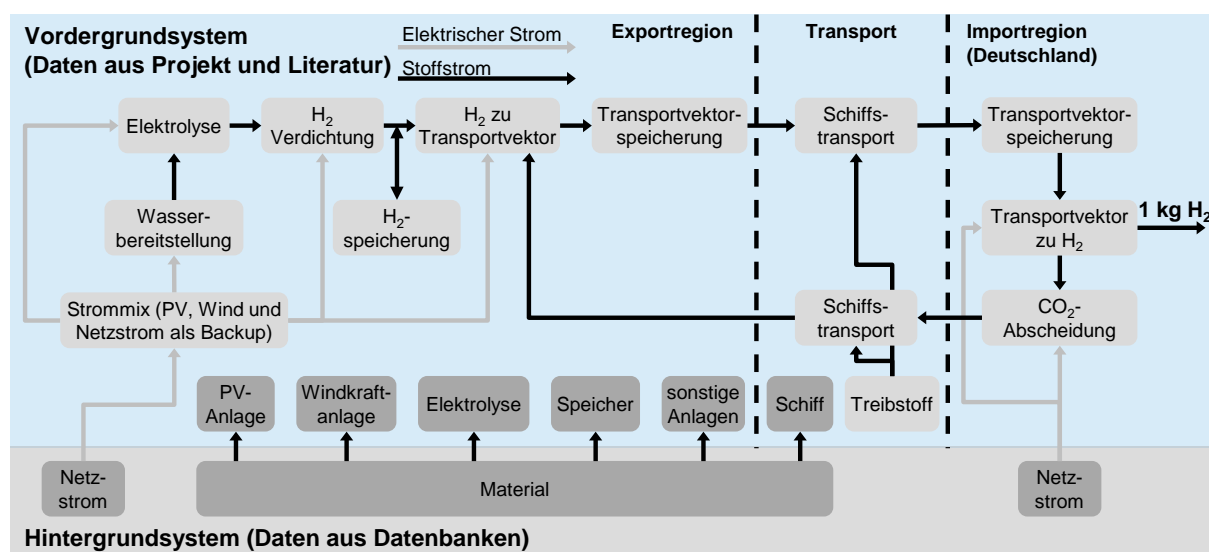 Vordergrundsystem
(Daten aus Projekt und Literatur)
Elektrischer Strom
Stoffstrom
Exportregion
Transport
Importregion
(Deutschland)
Elektrolyse
H₂
Verdichtung
H₂ zu
Transportvektor
Transportvektor-
speicherung
Schiffs-
transport
Transportvektor-
speicherung
Wasser-
bereitstellung
H₂-
speicherung
Transportvektor
zu H₂
1 kg H₂
Strommix (PV, Wind und
Netzstrom als Backup)
Schiffs-
transport
CO₂-
Abscheidung
PV-
Anlage
Windkraft-
anlage
Elektrolyse
Speicher
sonstige
Anlagen
Schiff
Treibstoff
Netz-
strom
Material
Netz-
strom
Hintergrundsystem (Daten aus Datenbanken)